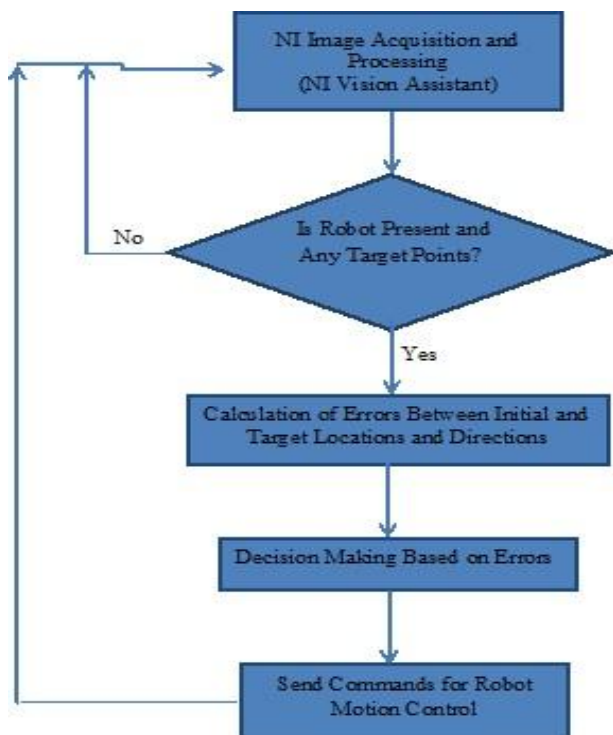 NI Image Acquisition and
Processing
(NI Vision Assistant)
Is Robot Present and
Any Target Points?
No
Yes
Calculation of Errors Between Initial and
Target Locations and Directions
Decision Making Based on Errors
Send Commands for Robot
Motion Control